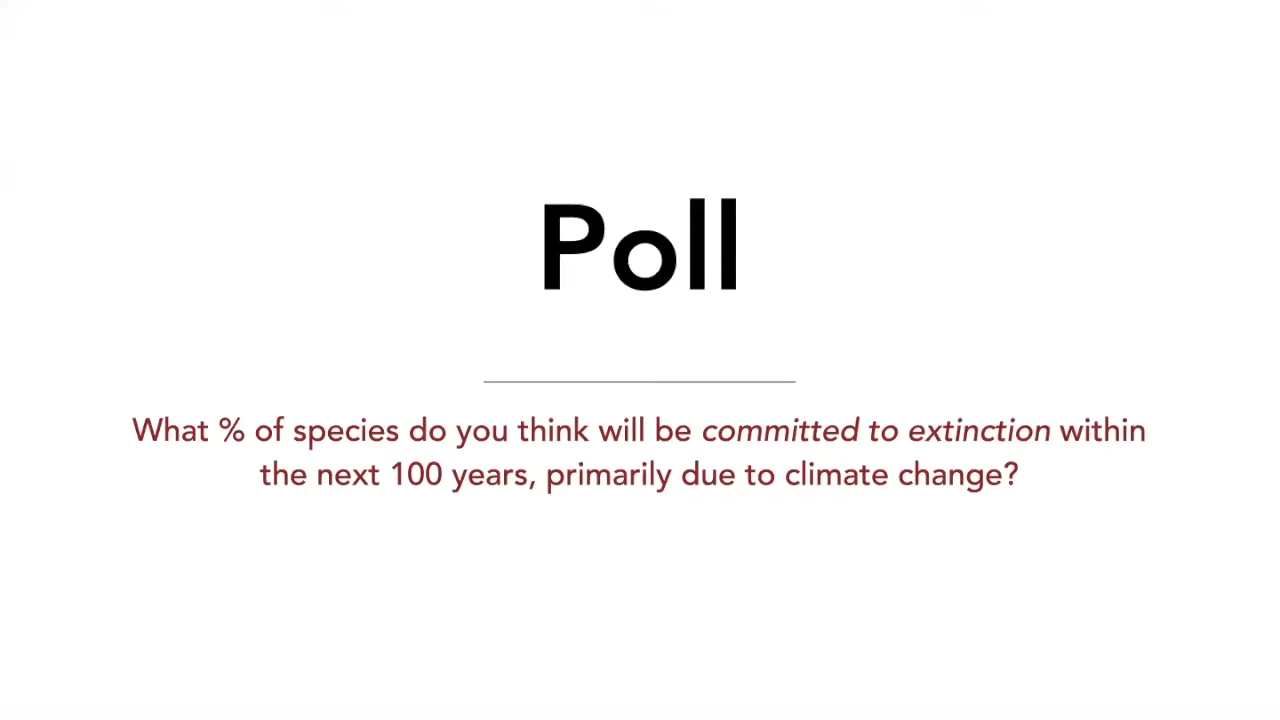 Poll
What % of species do you think will be committed to extinction within
the next 100 years, primarily due to climate change?